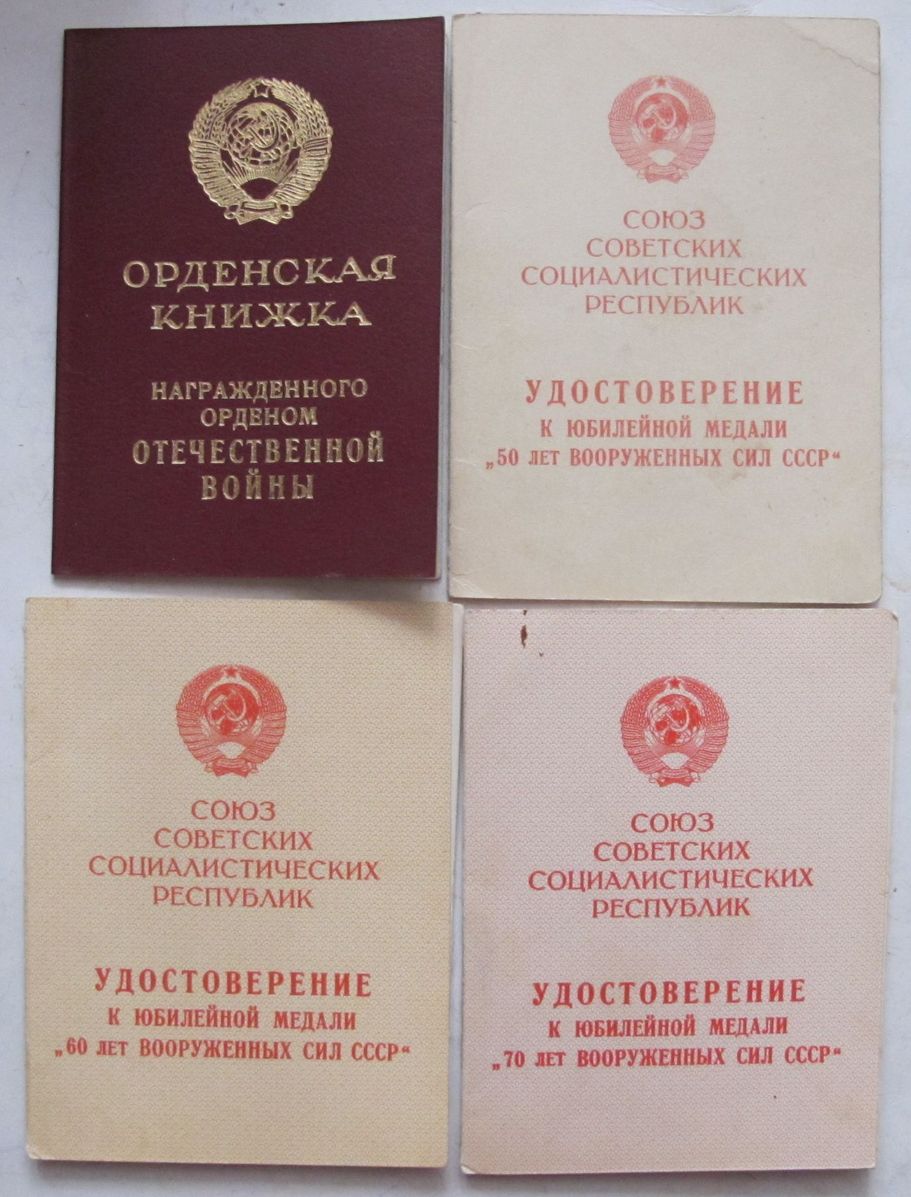 ОРДЕНСКАЯ
КНИЖКА
НАГРАЖДЕННОГО
ОРДЕНОМ
ОТЕЧЕСТВЕННОЙ
ВОЙНЫ
СОЮЗ
СОВЕТСКИХ
СОЦИАЛИСТИЧЕСКИХ
РЕСПУБЛИК
УДОСТОВЕРЕНИЕ
К ЮБИЛЕЙНОЙ МЕДАЛИ
„50 ЛЕТ ВООРУЖЕННЫХ СИЛ СССР“
СОЮЗ
СОВЕТСКИХ
СОЦИАЛИСТИЧЕСКИХ
РЕСПУБЛИК
УДОСТОВЕРЕНИЕ
К ЮБИЛЕЙНОЙ МЕДАЛИ
„60 ЛЕТ ВООРУЖЕННЫХ СИЛ СССР“
СОЮЗ
СОВЕТСКИХ
СОЦИАЛИСТИЧЕСКИХ
РЕСПУБЛИК
УДОСТОВЕРЕНИЕ
К ЮБИЛЕЙНОЙ МЕДАЛИ
„70 ЛЕТ ВООРУЖЕННЫХ СИЛ СССР“